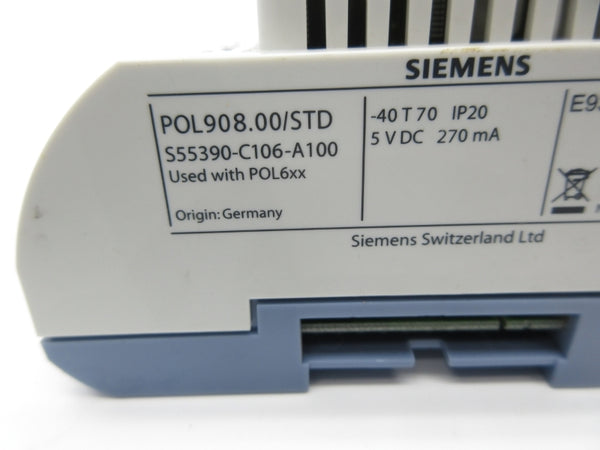 SIEMENS
POL908.00/STD
S55390-C106-A100
Used with POL6xx
Origin: Germany
-40 T 70 IP20
5 V DC 270 mA
Siemens Switzerland Ltd